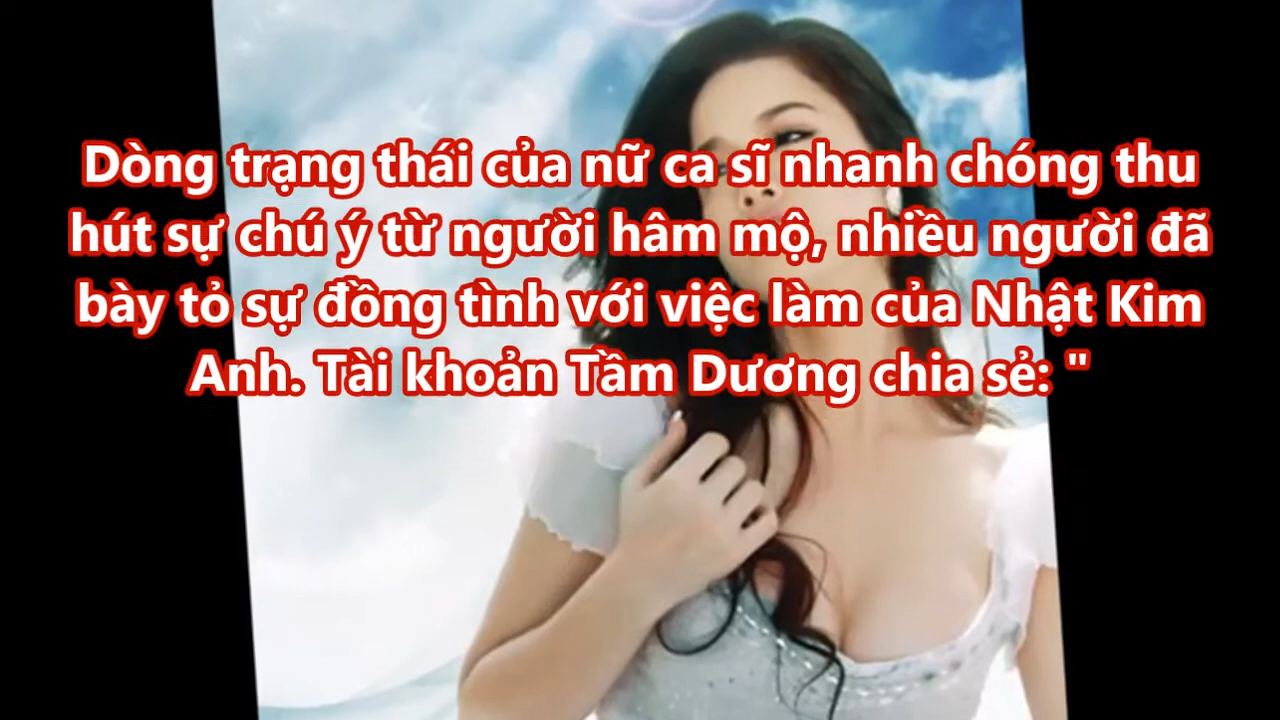 Dòng trạng thái của nữ ca sĩ nhanh chóng thu
hút sự chú ý từ người hâm mộ, nhiều người đã
bày tỏ sự đồng tình với việc làm của Nhật Kim
Anh. Tài khoản Tầm Dương chia sẻ: "